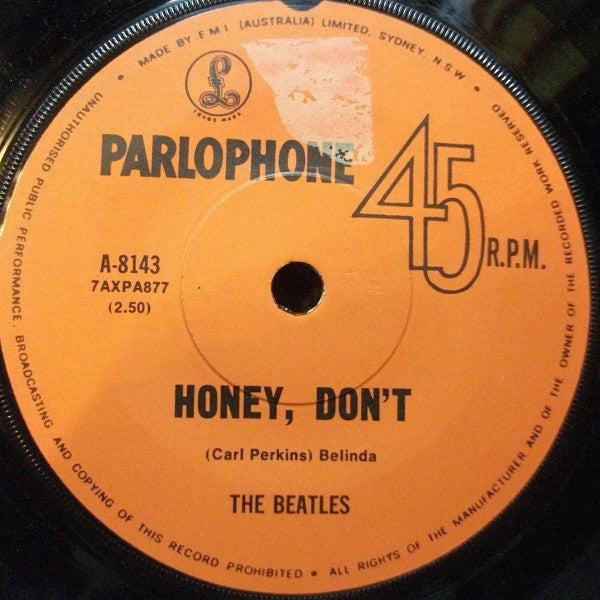 MADE BY E M I (AUSTRALIA) LIMITED. SYDNEY, N S W •
£
TRADE MARK
PARLOPHONE
45
R.P.M.
A-8143
7AXPA877
(2.50)
HONEY, DON'T
(Carl Perkins) Belinda
THE BEATLES
UNAUTHORISED PUBLIC PERFORMANCE, BROADCASTING AND COPYING OF THIS RECORD PROHIBITED • ALL RIGHTS OF THE MANUFACTURER AND OF THE OWNER OF THE RECORDED WORK RESERVED